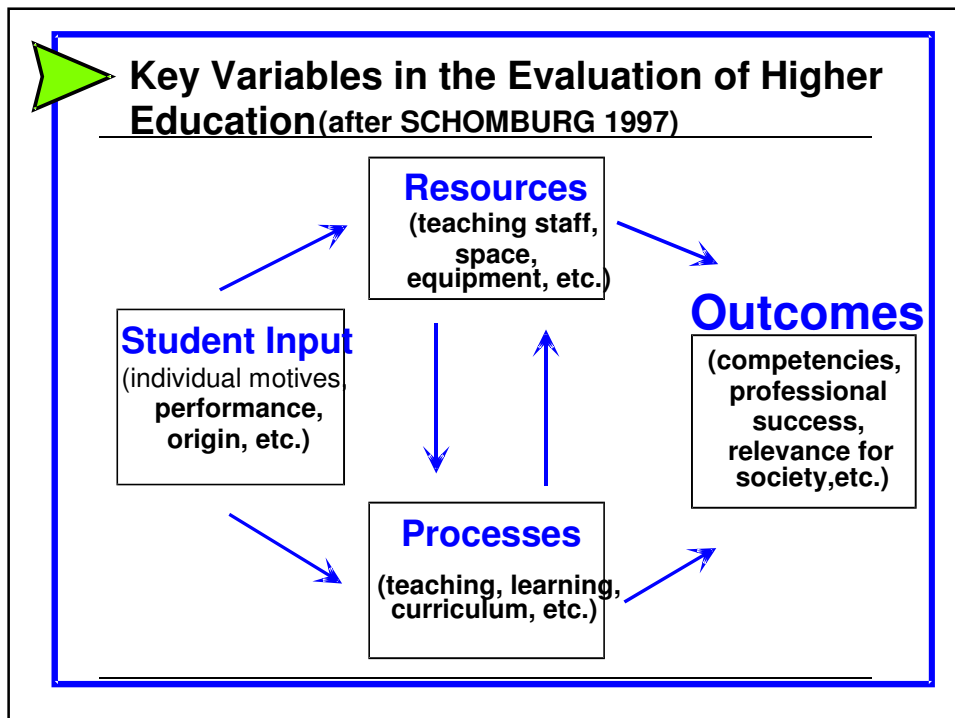 Key Variables in the Evaluation of Higher
Education (after SCHOMBURG 1997)
Resources
(teaching staff,
space,
equipment, etc.)
Student Input
(individual motives,
performance,
origin, etc.)
Outcomes
(competencies,
professional
success,
relevance for
society,etc.)
Processes
(teaching, learning,
curriculum, etc.)